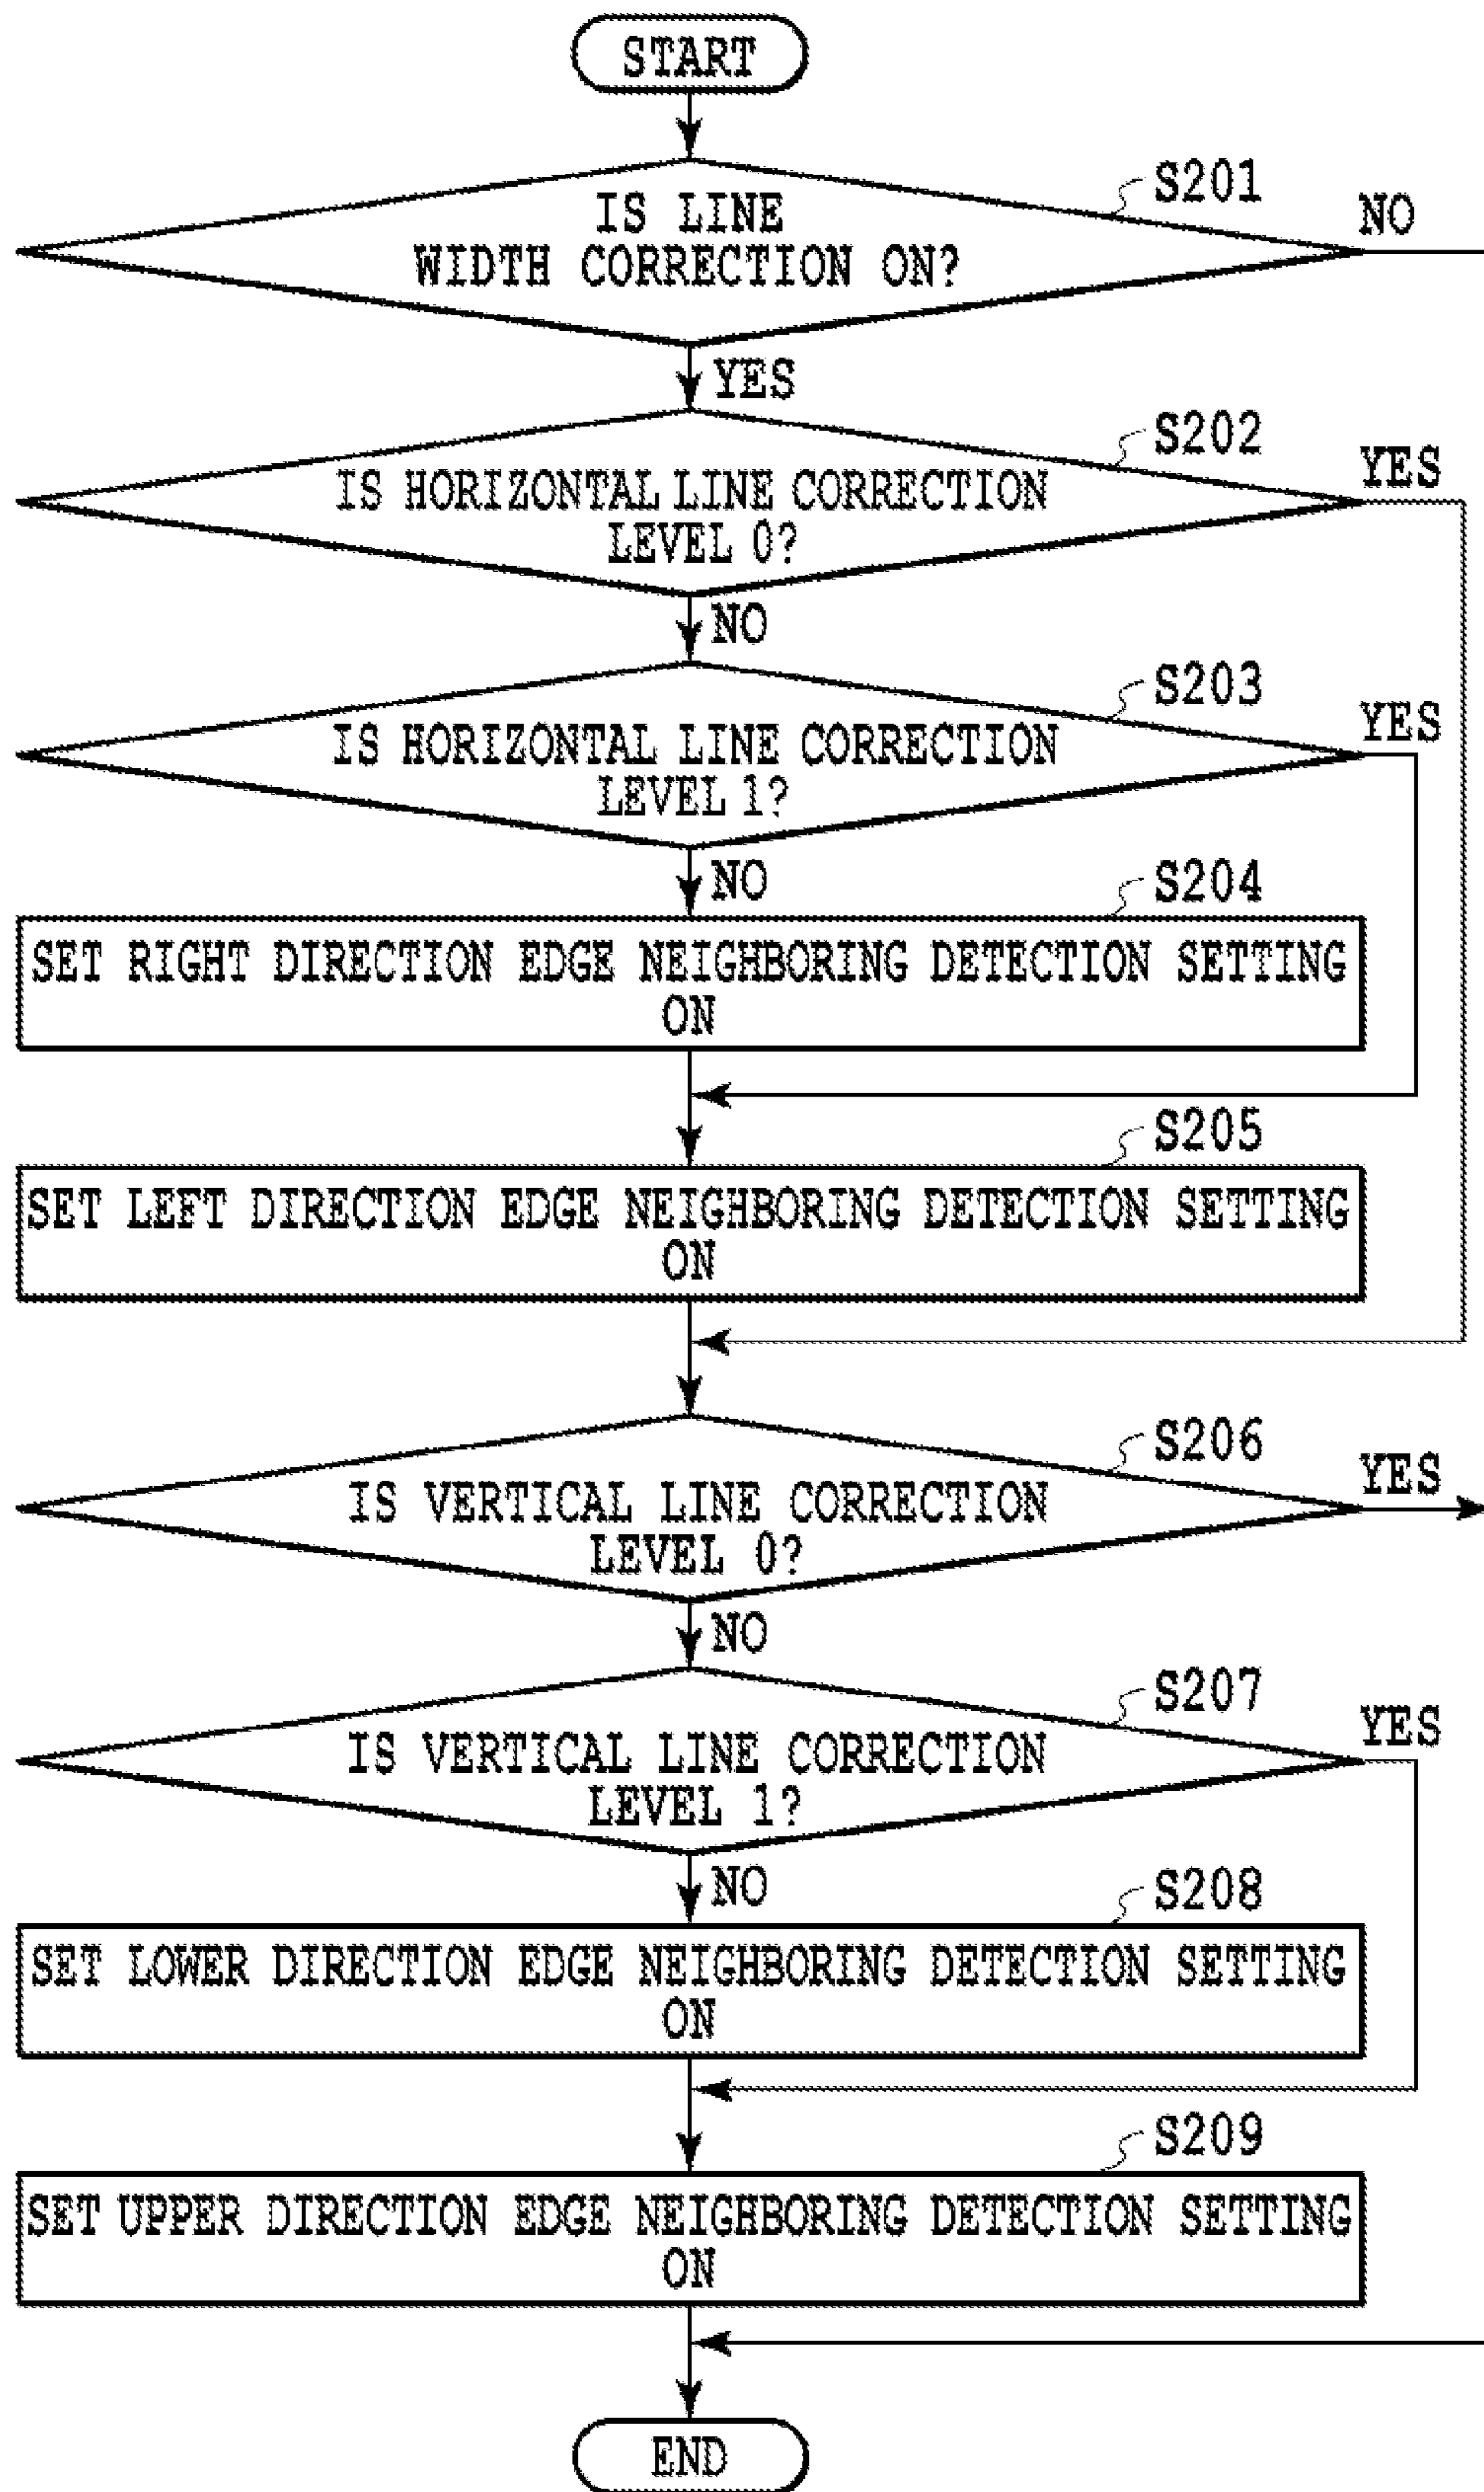 START
S201
IS LINE
WIDTH CORRECTION ON?
NO
YES
S202
IS HORIZONTAL LINE CORRECTION
LEVEL 0?
YES
NO
S203
IS HORIZONTAL LINE CORRECTION
LEVEL 1?
YES
NO
S204
SET RIGHT DIRECTION EDGE NEIGHBORING DETECTION SETTING
ON
S205
SET LEFT DIRECTION EDGE NEIGHBORING DETECTION SETTING
ON
S206
IS VERTICAL LINE CORRECTION
LEVEL 0?
YES
NO
S207
IS VERTICAL LINE CORRECTION
LEVEL 1?
YES
NO
S208
SET LOWER DIRECTION EDGE NEIGHBORING DETECTION SETTING
ON
S209
SET UPPER DIRECTION EDGE NEIGHBORING DETECTION SETTING
ON
END